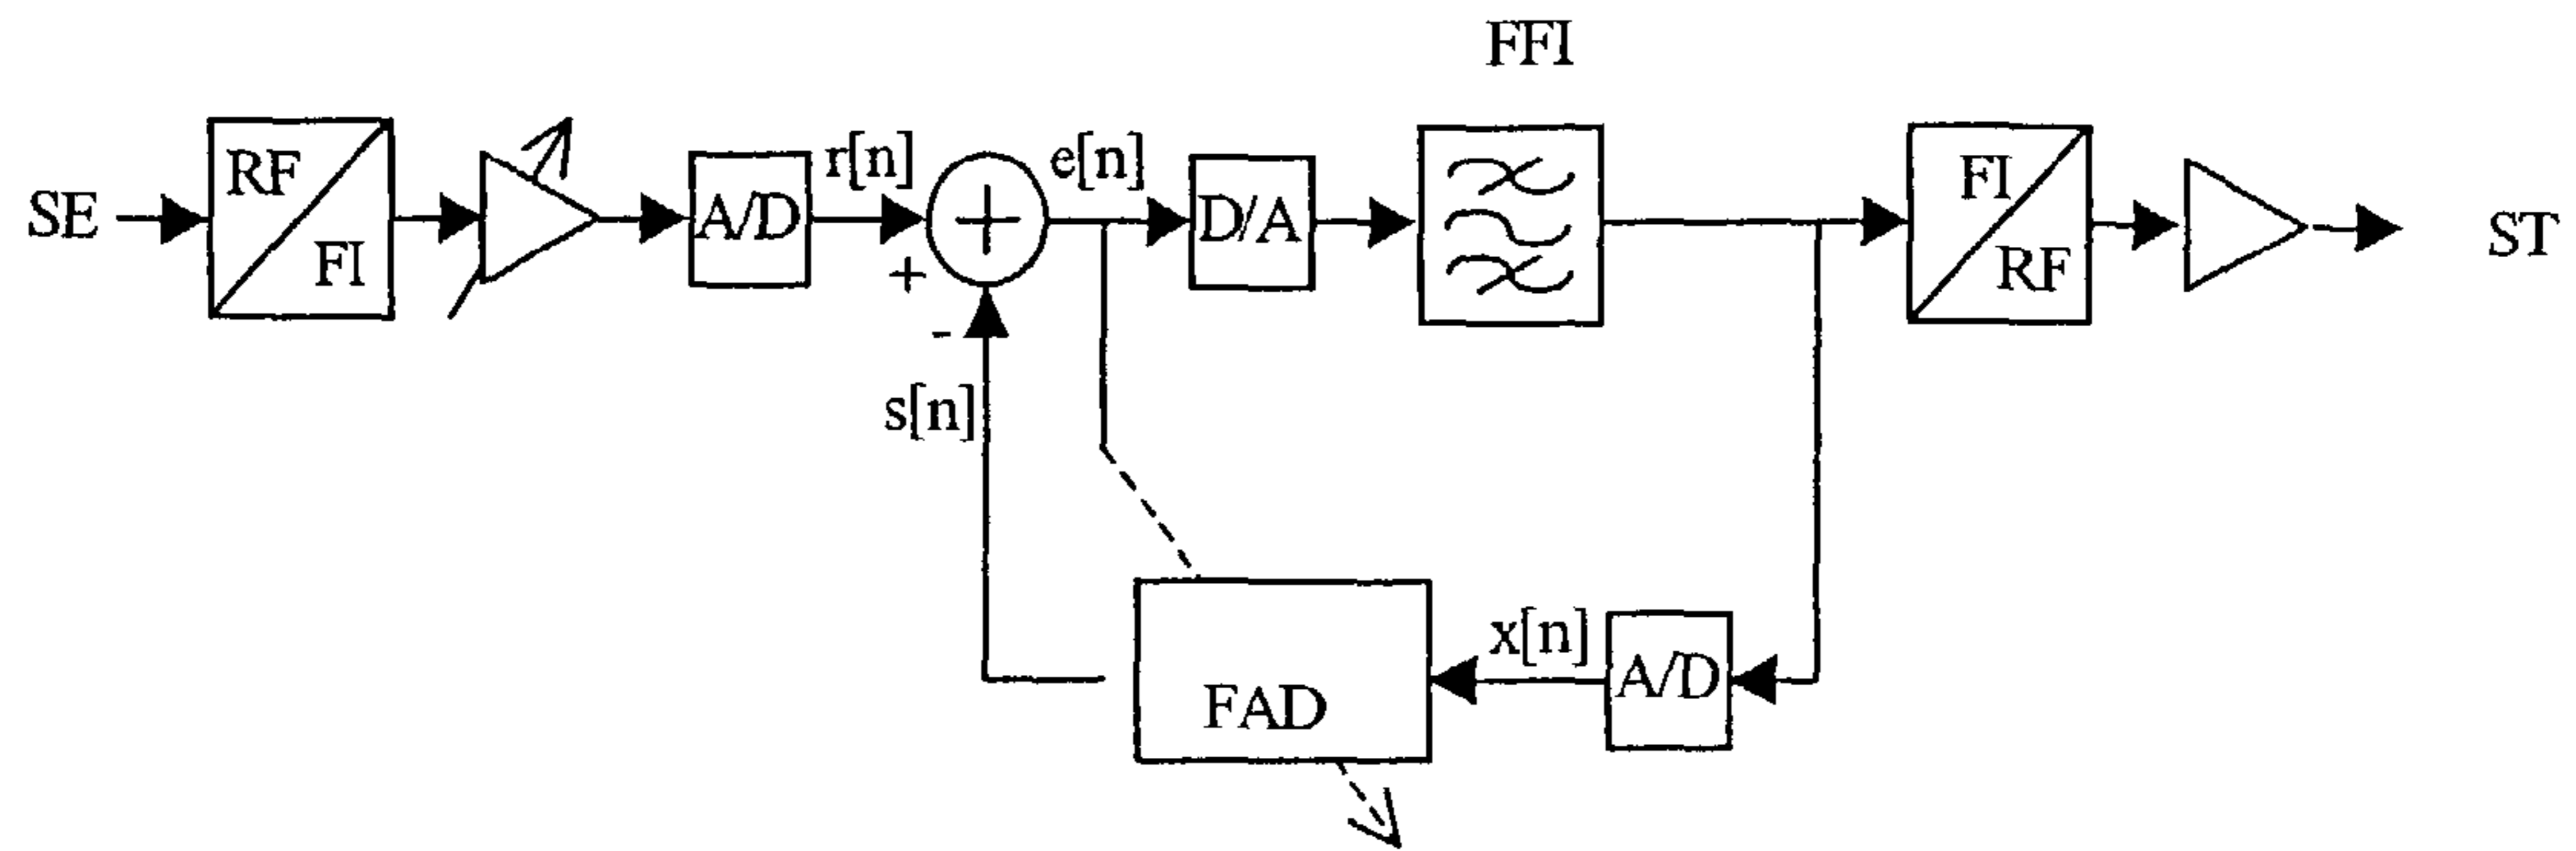 FFI
SE
RF
FI
A/D
r[n]
+
+
-
s[n]
e[n]
D/A
FI
RF
ST
FAD
x[n]
A/D